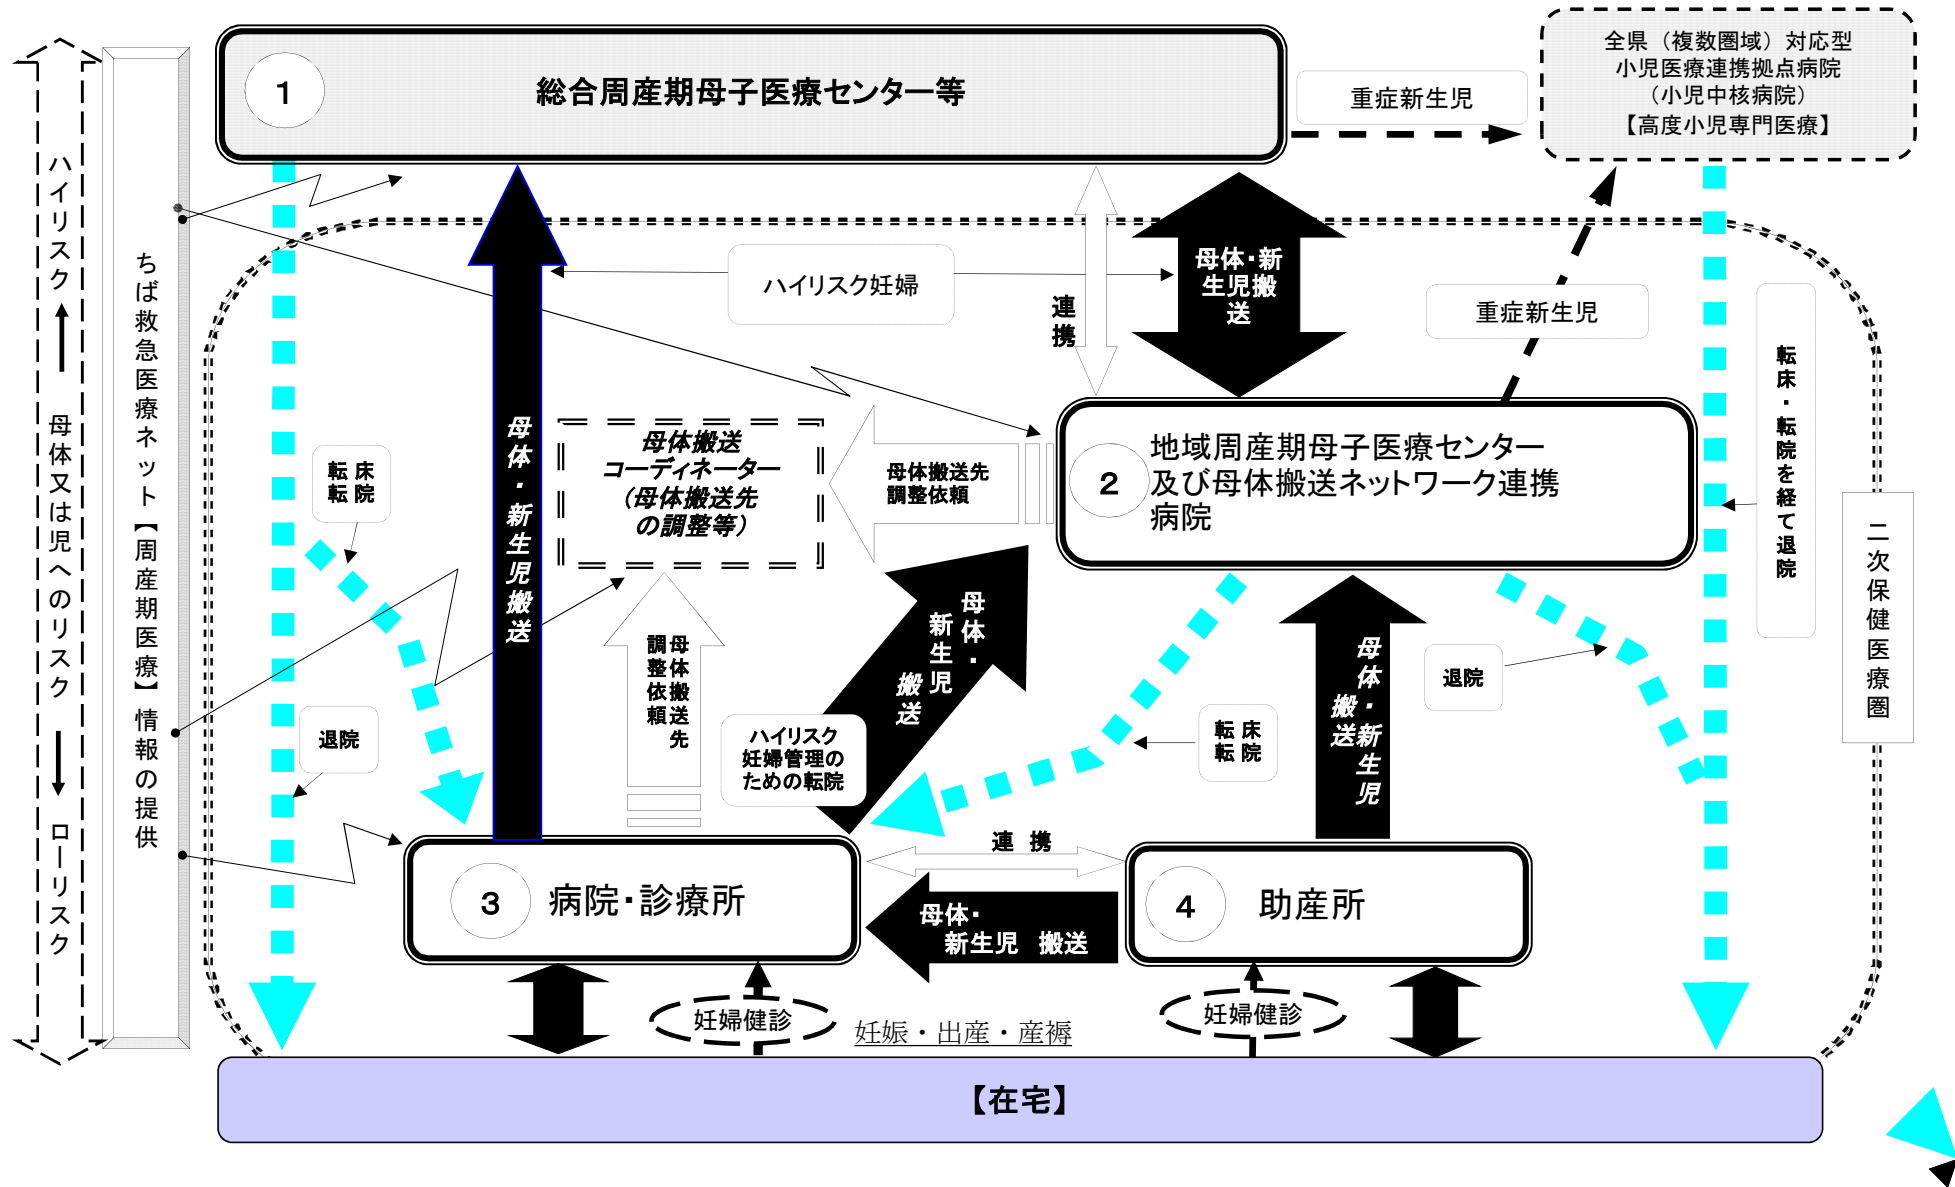 1
総合周産期母子医療センター等
重症新生児
全県（複数圏域）対応型
小児医療連携拠点病院
（小児中核病院）
【高度小児専門医療】
ハイリスク
母体又は児へのリスク
ローリスク
ちば救急医療ネット【周産期医療】情報の提供
ハイリスク妊婦
連携
母体・新
生児搬
送
重症新生児
転床・転院を経て退院
二次保健医療圏
母体・新生児搬送
転床
転院
母体搬送
コーディネーター
（母体搬送先
の調整等）
母体搬送先
調整依頼
2
地域周産期母子医療センター
及び母体搬送ネットワーク連携
病院
母体搬送先
調整依頼
母体・
新生児
搬送
ハイリスク
妊婦管理の
ための転院
退院
転床
転院
母体・新生児
搬送
退院
連携
3
病院・診療所
母体・
新生児 搬送
4
助産所
妊婦健診
妊娠・出産・産褥
妊婦健診
【在宅】